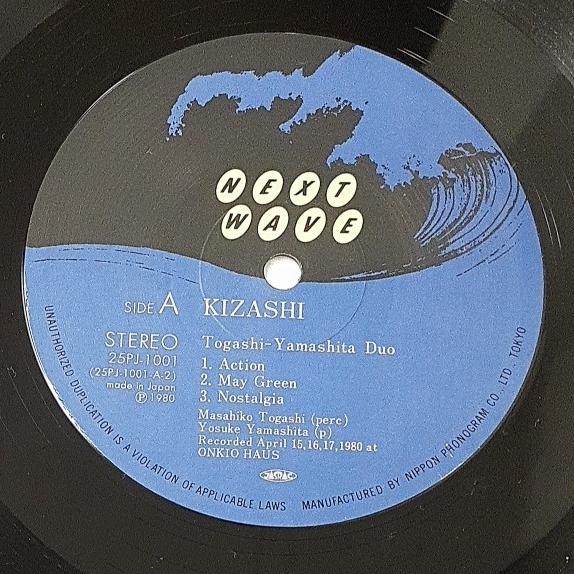 NEXT
WAVE
SIDE A KIZASHI
STEREO
25PJ-1001
(25PJ-1001-A-2)
made in Japan
Ⓟ 1980
Togashi-Yamashita Duo
1. Action
2. May Green
3. Nostalgia
Masahiko Togashi (perc)
Yosuke Yamashita (p)
Recorded April 15,16,17,1980 at
ONKIO HAUS
JASRAC
UNAUTHORIZED DUPLICATION IS A VIOLATION OF APPLICABLE LAWS MANUFACTURED BY NIPPON PHONOGRAM CO., LTD., TOKYO